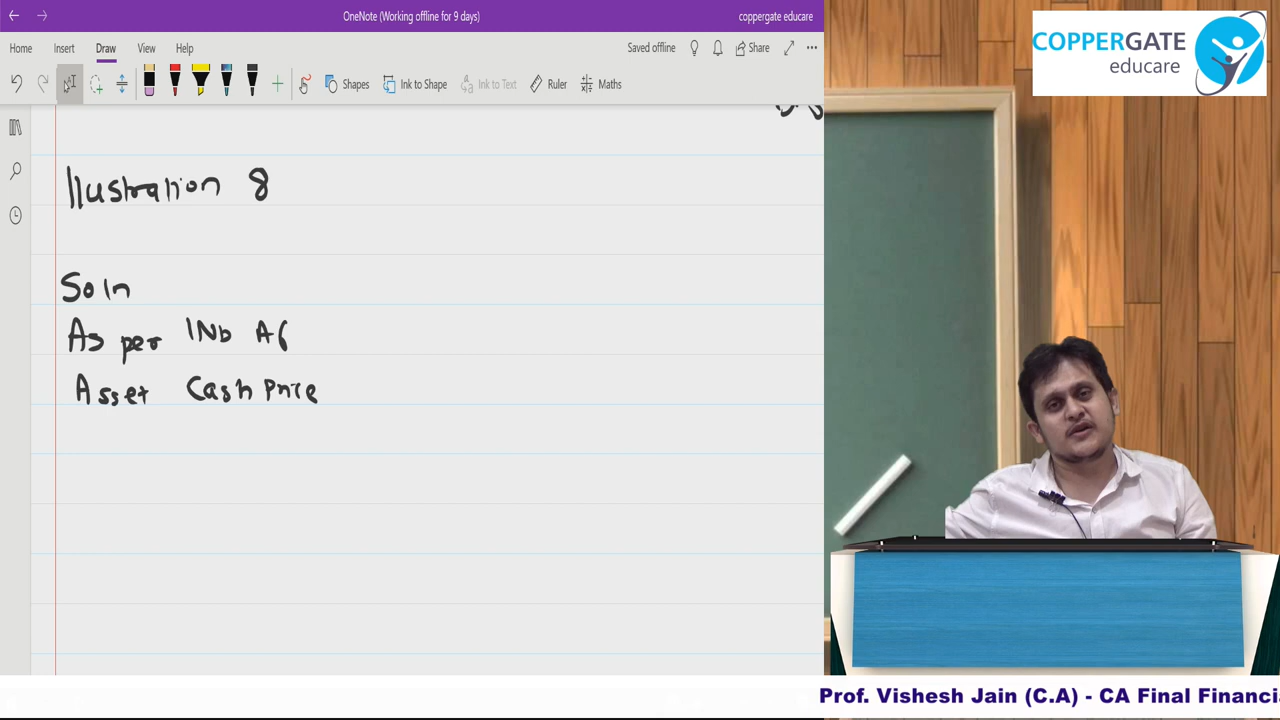 OneNote (Working offline for 9 days)
coppergate educare
Home Insert Draw View Help
Saved offline
Share
Shapes
Ink to Shape
Ink to Text
Ruler
Maths
Illustration 8
Soln
As per IND A
Asset Cash Price
COPPERGATE
educare
Prof. Vishesh Jain (C.A) - CA Final Financi